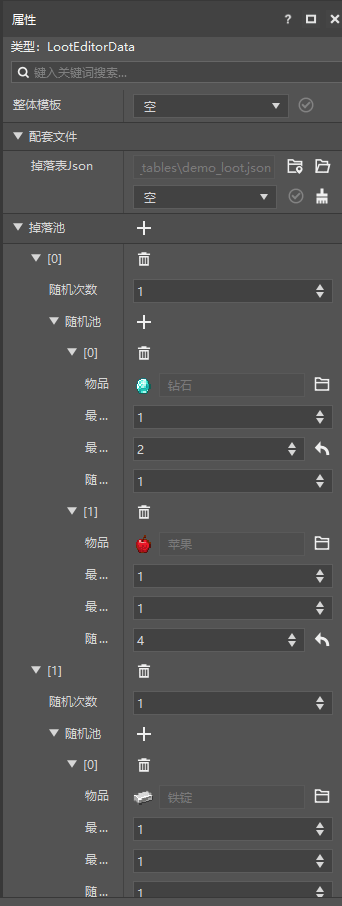 属性
类型：LootEditorData
键入关键词搜索...
整体模板 空
配套文件
掉落表Json _tables\demo_loot.json
空
掉落池
[0]
随机次数 1
随机池
[0]
物品 钻石
最... 1
最... 2
随... 1
[1]
物品 苹果
最... 1
最... 1
随... 4
[1]
随机次数 1
随机池
[0]
物品 铁锭
最... 1
最... 1
随... 1